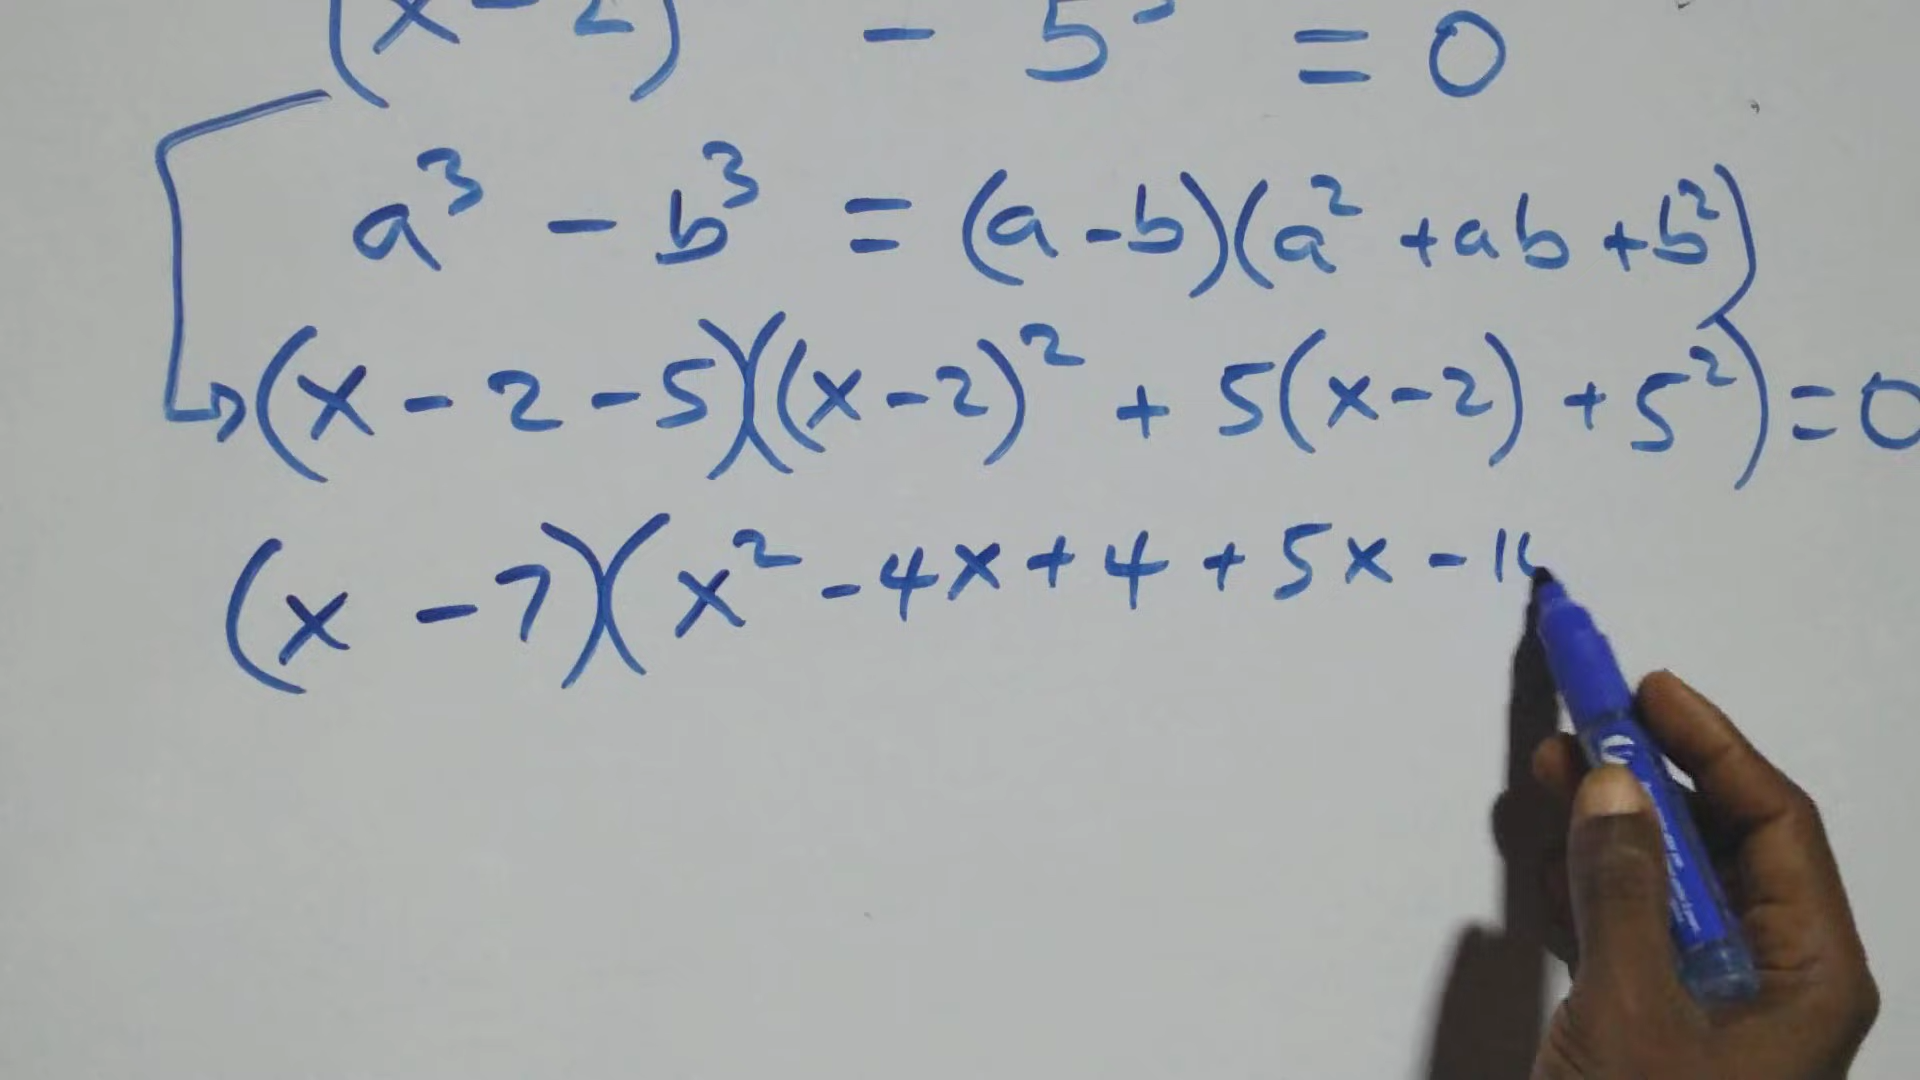 (x - 2) - 5³ = 0
a³ - b³ = (a - b)(a² + ab + b²)
(x - 2 - 5)((x - 2)² + 5(x - 2) + 5²) = 0
(x - 7)(x² - 4x + 4 + 5x - 1